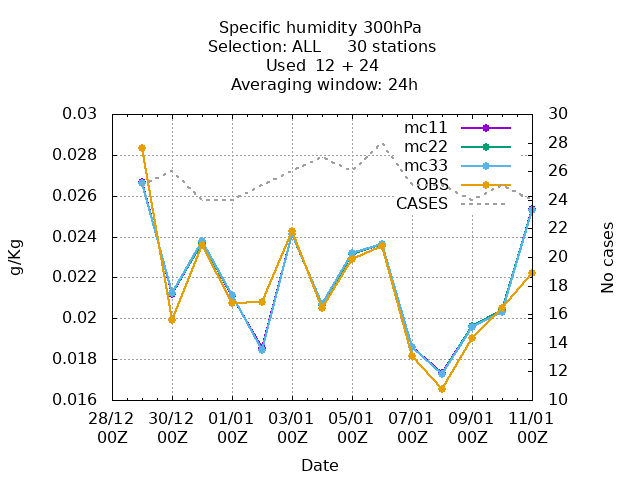 Specific humidity 300hPa
Selection: ALL     30 stations
Used  12 + 24
Averaging window: 24h
mc11
mc22
mc33
OBS
CASES
g/Kg
0.03
0.028
0.026
0.024
0.022
0.02
0.018
0.016
30
28
26
24
22
20
18
16
14
12
10
No cases
28/12 30/12 01/01 03/01 05/01 07/01 09/01 11/01
00Z 00Z 00Z 00Z 00Z 00Z 00Z 00Z
Date